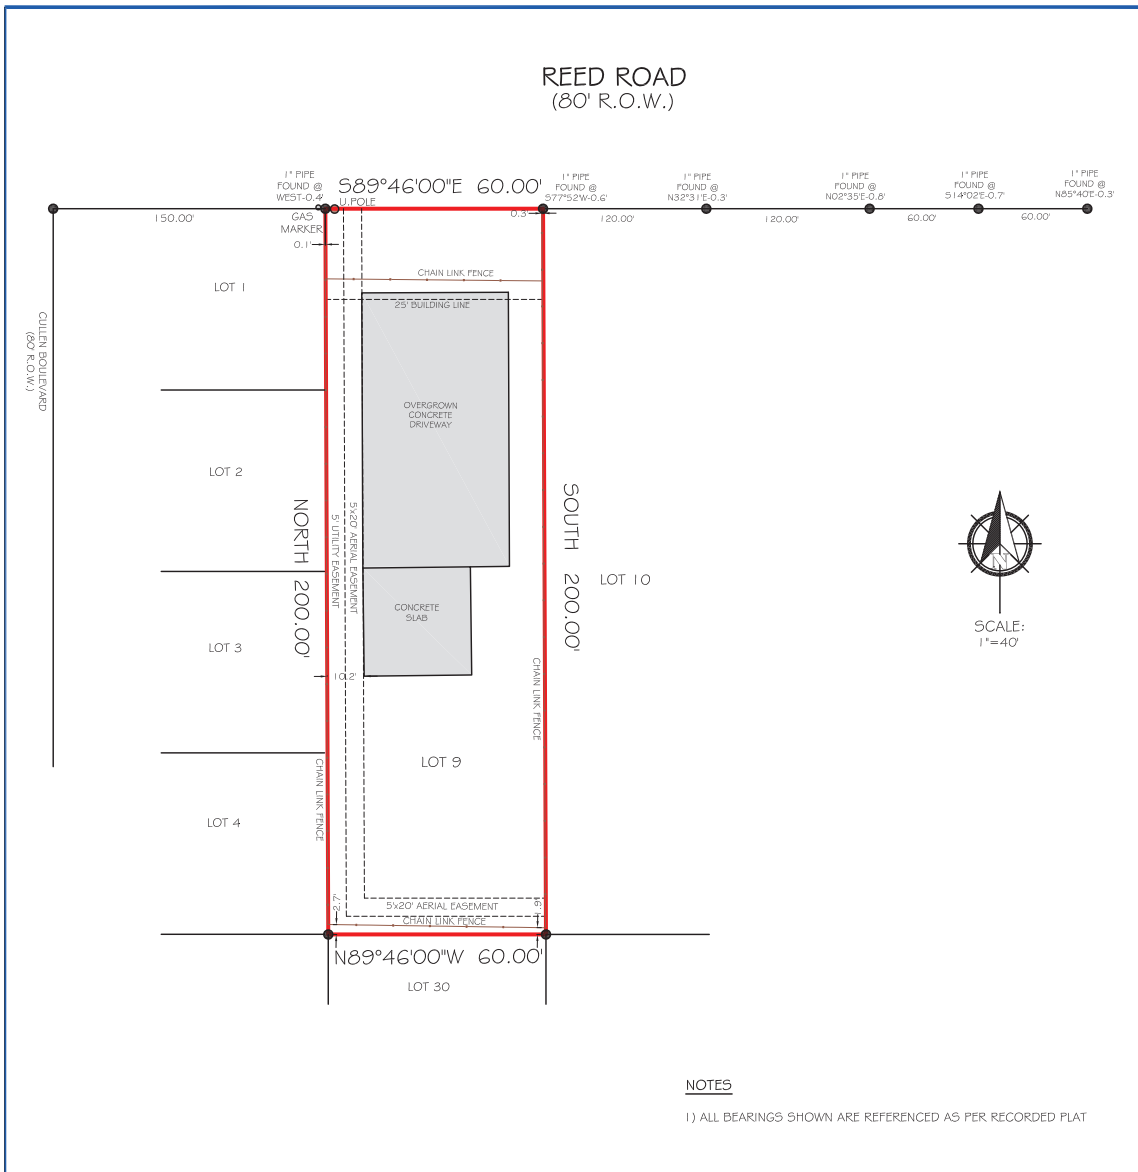 REED ROAD
(80' R.O.W.)
1" PIPE
FOUND @
WEST-0.4'
S89°46'00"E 60.00'
U.POLE
1" PIPE
FOUND @
S77°52'W-0.6'
1" PIPE
FOUND @
N32°31'E-0.3'
1" PIPE
FOUND @
N02°35'E-0.8'
1" PIPE
FOUND @
S14°02'E-0.7'
1" PIPE
FOUND @
N85°40'E-0.3'
150.00'
GAS
MARKER
0.1'
0.3'
120.00'
120.00'
60.00'
60.00'
CHAIN LINK FENCE
25' BUILDING LINE
LOT 1
CULLEN BOULEVARD
(80' R.O.W.)
OVERGROWN
CONCRETE
DRIVEWAY
LOT 2
NORTH 200.00'
5' UTILITY EASEMENT
5'x20' AERIAL EASEMENT
SOUTH 200.00'
LOT 10
CONCRETE
SLAB
SCALE:
1"=40'
N
LOT 3
10.2'
CHAIN LINK FENCE
LOT 9
CHAIN LINK FENCE
LOT 4
2.7'
5'x20' AERIAL EASEMENT
1.9'
CHAIN LINK FENCE
N89°46'00"W 60.00'
LOT 30
NOTES
1) ALL BEARINGS SHOWN ARE REFERENCED AS PER RECORDED PLAT